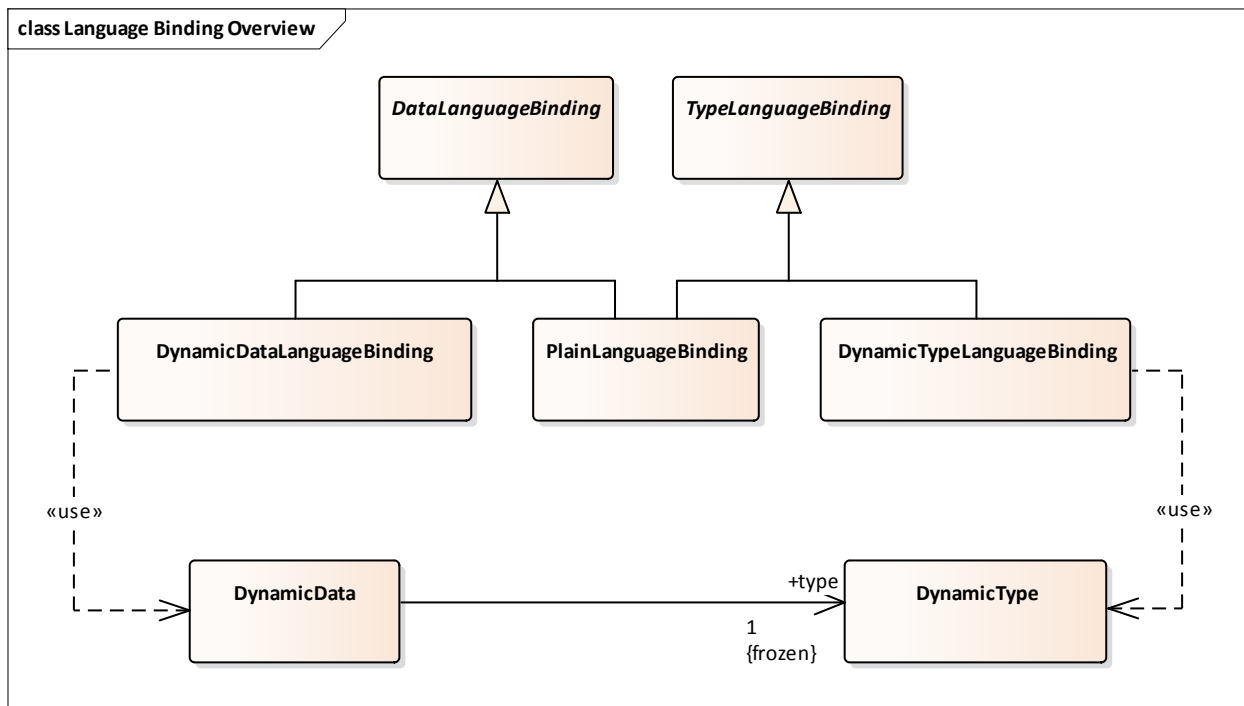 class Language Binding Overview
DataLanguageBinding
TypeLanguageBinding
DynamicDataLanguageBinding
PlainLanguageBinding
DynamicTypeLanguageBinding
«use»
«use»
DynamicData
+type
DynamicType
1
{frozen}